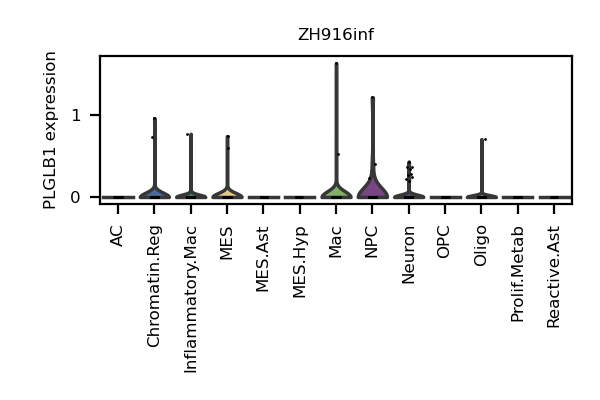 ZH916inf
PLGLB1 expression
1
0
AC
Chromatin.Reg
Inflammatory.Mac
MES
MES.Ast
MES.Hyp
Mac
NPC
Neuron
OPC
Oligo
Prolif.Metab
Reactive.Ast